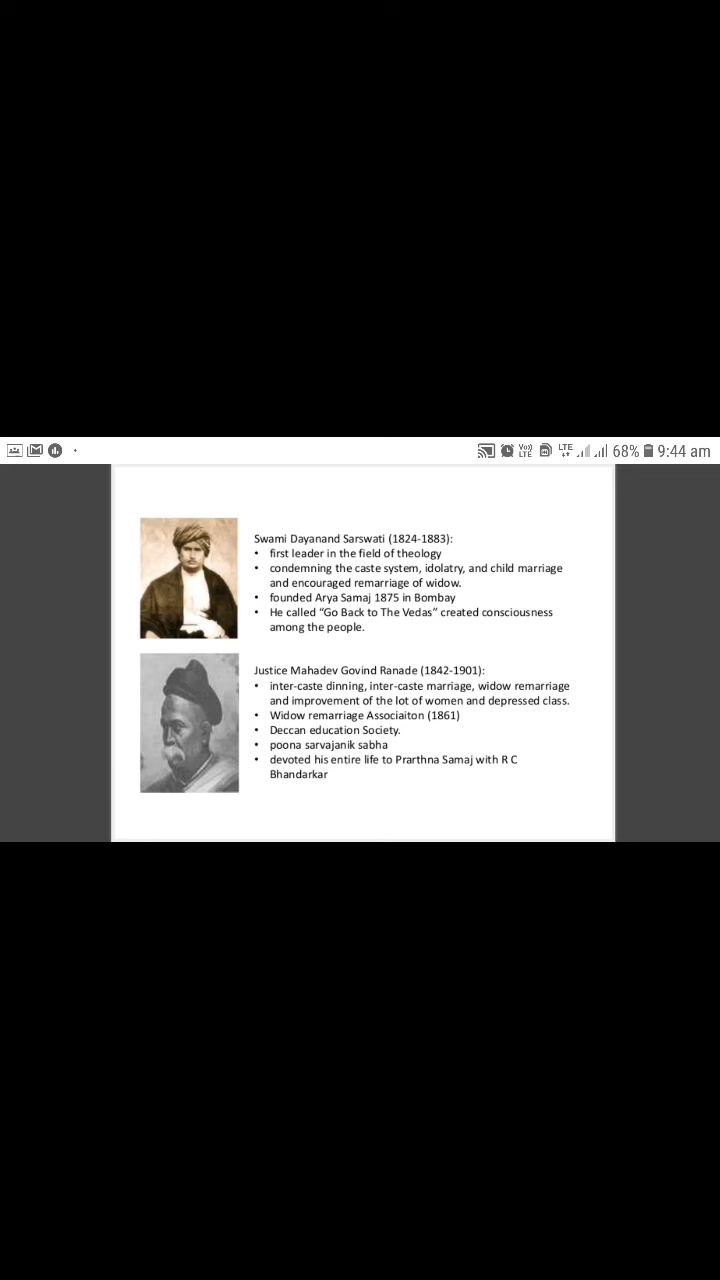 Vo)) LTE LTE 68% 9:44 am
Swami Dayanand Sarswati (1824-1883):
• first leader in the field of theology
• condemning the caste system, idolatry, and child marriage
and encouraged remarriage of widow.
• founded Arya Samaj 1875 in Bombay
• He called “Go Back to The Vedas” created consciousness
among the people.
Justice Mahadev Govind Ranade (1842-1901):
• inter-caste dinning, inter-caste marriage, widow remarriage
and improvement of the lot of women and depressed class.
• Widow remarriage Associaiton (1861)
• Deccan education Society.
• poona sarvajanik sabha
• devoted his entire life to Prarthna Samaj with R C
Bhandarkar